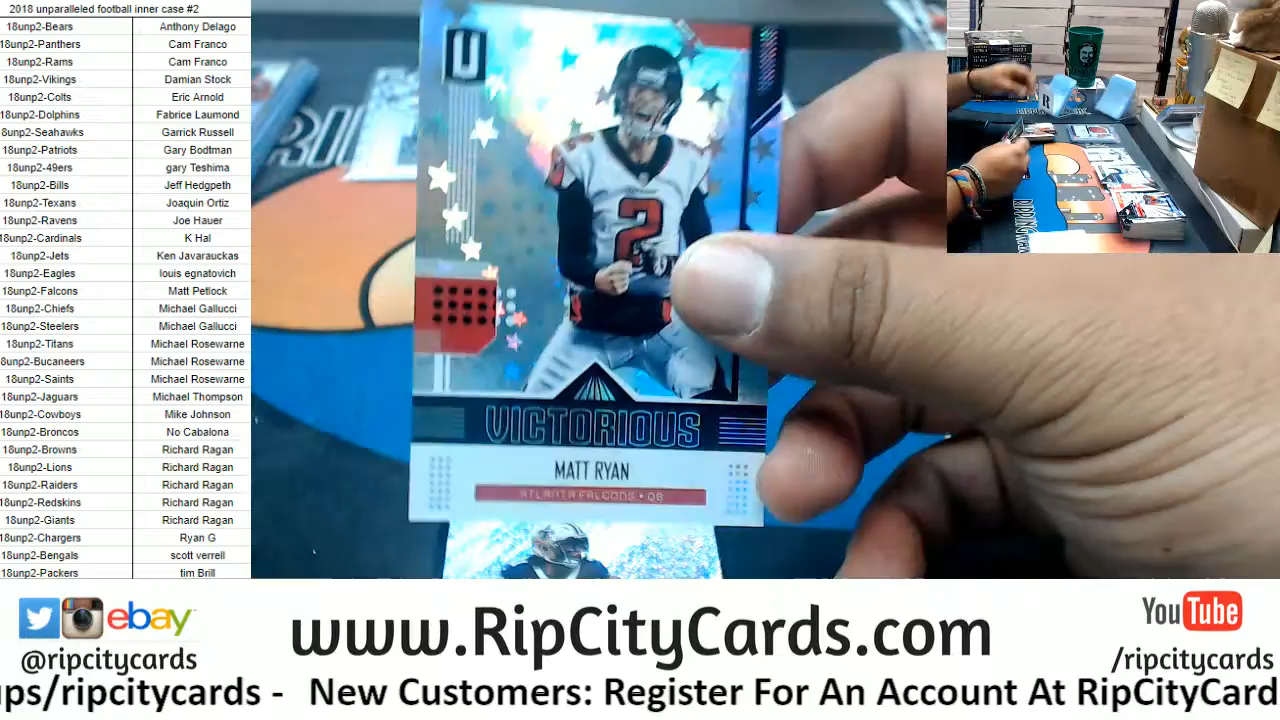 2018 unparalleled football inner case #2
18unp2-Bears Anthony Delago
18unp2-Panthers Cam Franco
18unp2-Rams Cam Franco
18unp2-Vikings Damian Stock
18unp2-Colts Eric Arnold
18unp2-Dolphins Fabrice Laumond
8unp2-Seahawks Garrick Russell
18unp2-Patriots Gary Bodtman
18unp2-49ers gary Teshima
18unp2-Bills Jeff Hedgpeth
18unp2-Texans Joaquin Ortiz
18unp2-Ravens Joe Hauer
18unp2-Cardinals K Hal
18unp2-Jets Ken Javarauckas
18unp2-Eagles louis egnatovich
18unp2-Falcons Matt Petlock
18unp2-Chiefs Michael Gallucci
18unp2-Steelers Michael Gallucci
18unp2-Titans Michael Rosewarne
18unp2-Bucaneers Michael Rosewarne
18unp2-Saints Michael Rosewarne
18unp2-Jaguars Michael Thompson
18unp2-Cowboys Mike Johnson
18unp2-Broncos No Cabalona
18unp2-Browns Richard Ragan
18unp2-Lions Richard Ragan
18unp2-Raiders Richard Ragan
18unp2-Redskins Richard Ragan
18unp2-Giants Richard Ragan
18unp2-Chargers Ryan G
18unp2-Bengals scott verrell
18unp2-Packers tim Brill
U
2
VICTORIOUS
MATT RYAN
ATLANTA FALCONS • QB
ebay
@ripcitycards
www.RipCityCards.com
YouTube
/ripcitycards
ups/ripcitycards - New Customers: Register For An Account At RipCityCard